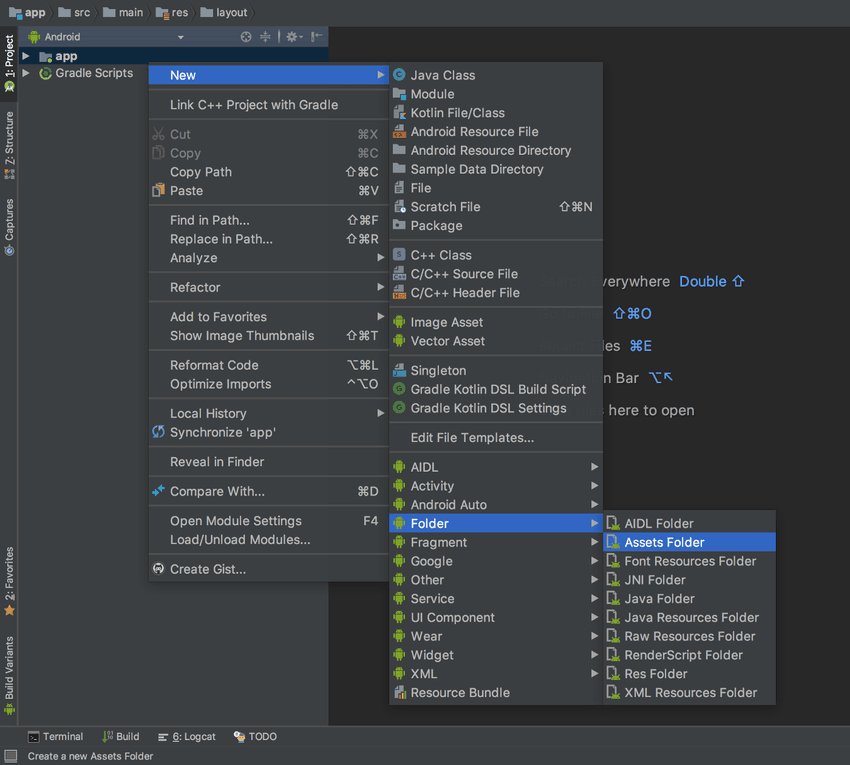 app src main res layout
Android
app
Gradle Scripts
1: Project
Z: Structure
Captures
2: Favorites
Build Variants
New
Link C++ Project with Gradle
Cut ⌘X
Copy ⌘C
Copy Path ⇧⌘C
Paste ⌘V
Find in Path... ⇧⌘F
Replace in Path... ⇧⌘R
Analyze
Refactor
Add to Favorites
Show Image Thumbnails ⇧⌘T
Reformat Code ⌥⌘L
Optimize Imports ^⌥O
Local History
Synchronize 'app'
Reveal in Finder
Compare With... ⌘D
Open Module Settings F4
Load/Unload Modules...
Create Gist...
Java Class
Module
Kotlin File/Class
Android Resource File
Android Resource Directory
Sample Data Directory
File
Scratch File ⇧⌘N
Package
C++ Class
C/C++ Source File
C/C++ Header File
Image Asset
Vector Asset
Singleton
Gradle Kotlin DSL Build Script
Gradle Kotlin DSL Settings
Edit File Templates...
AIDL
Activity
Android Auto
Folder
Fragment
Google
Other
Service
UI Component
Wear
Widget
XML
Resource Bundle
AIDL Folder
Assets Folder
Font Resources Folder
JNI Folder
Java Folder
Java Resources Folder
Raw Resources Folder
RenderScript Folder
Res Folder
XML Resources Folder
verywhere Double ⇧
⇧⌘O
les ⌘E
n Bar ⌥↖
here to open
Terminal Build 6: Logcat TODO
Create a new Assets Folder